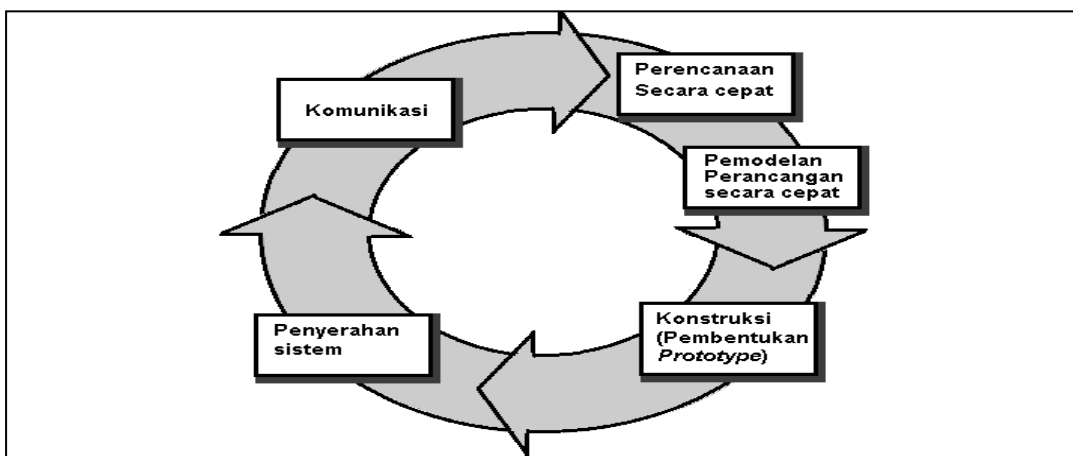 Komunikasi
Perencanaan
Secara cepat
Pemodelan
Perancangan
secara cepat
Konstruksi
(Pembentukan
Prototype)
Penyerahan
sistem